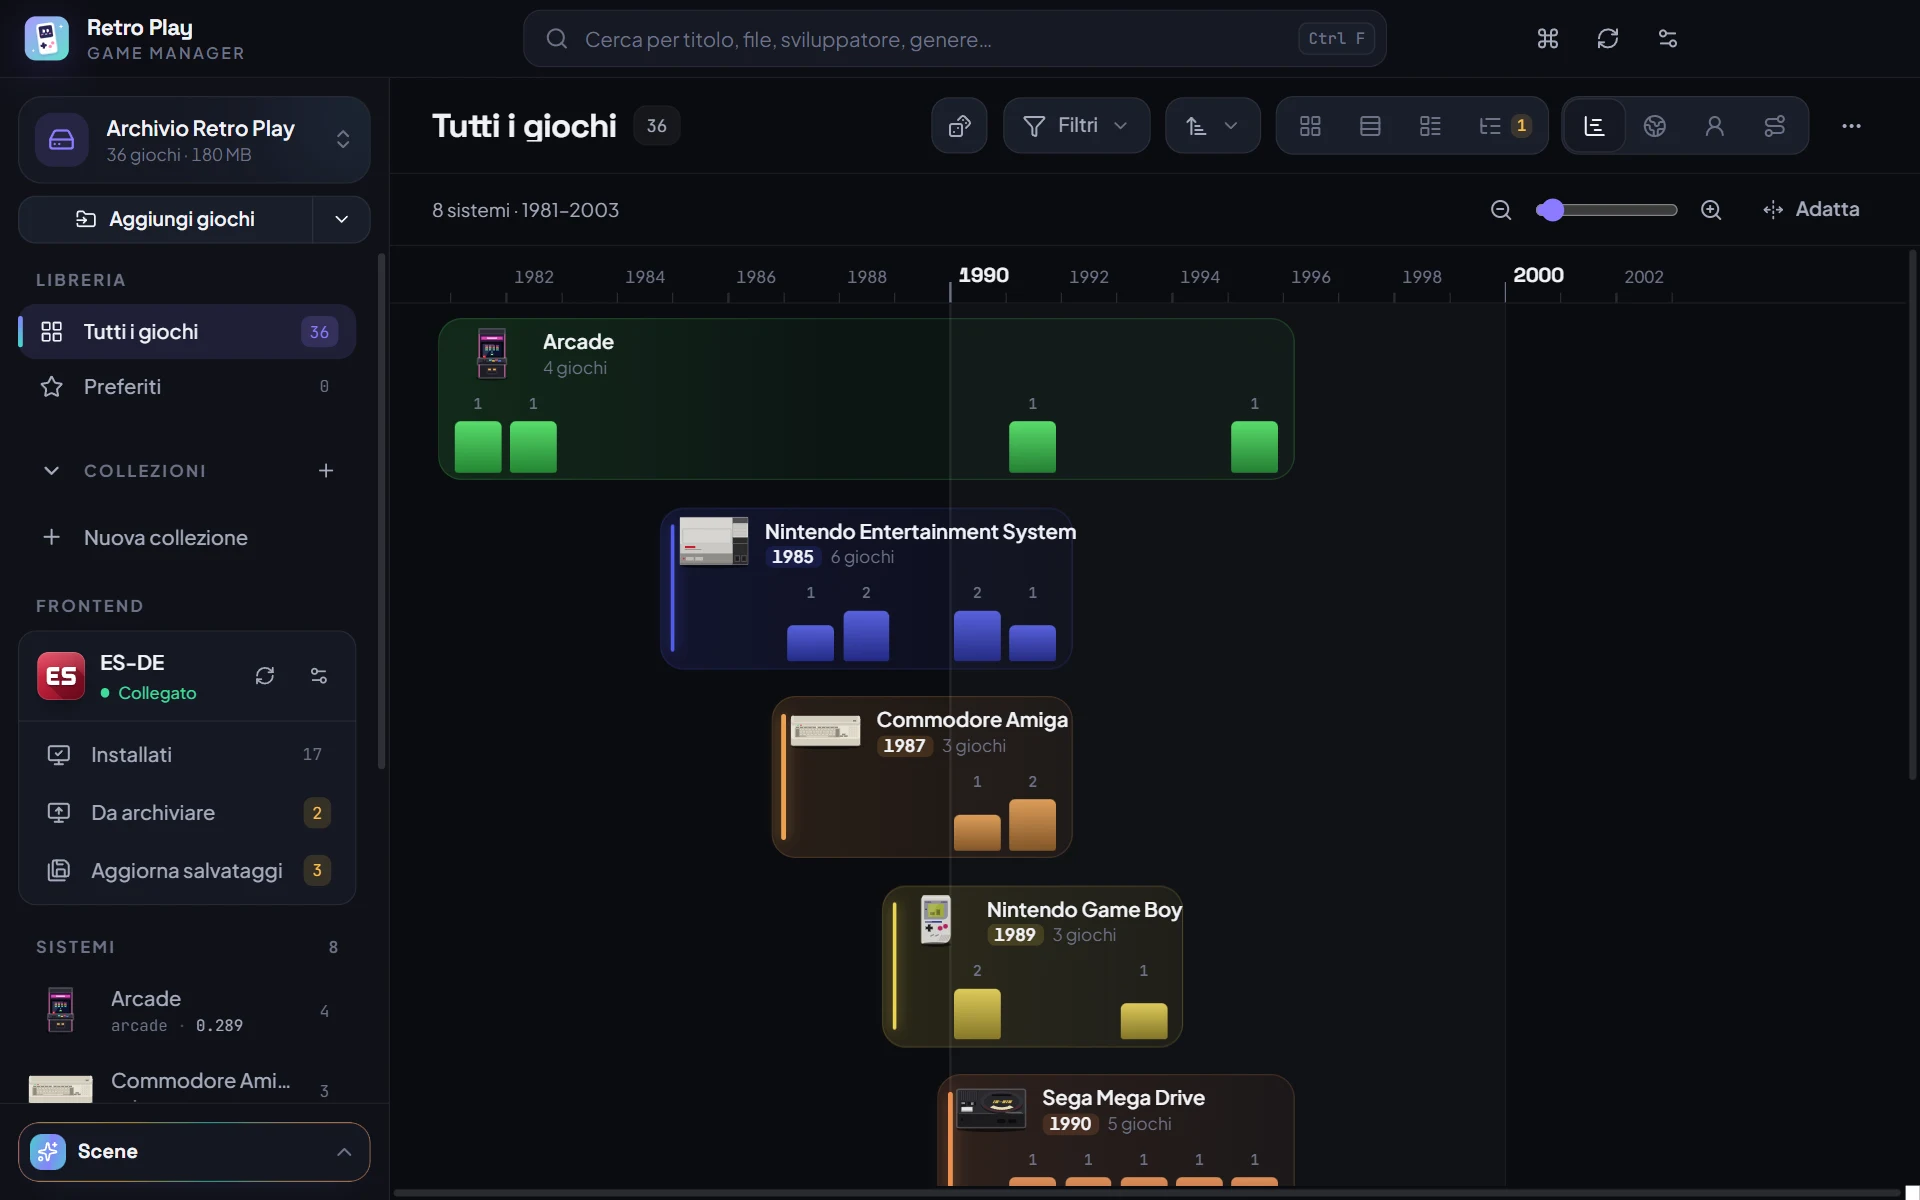 Retro Play
GAME MANAGER
Cerca per titolo, file, sviluppatore, genere…
Ctrl F
Archivio Retro Play
36 giochi · 180 MB
Aggiungi giochi
LIBRERIA
Tutti i giochi
36
Preferiti
0
COLLEZIONI
Nuova collezione
FRONTEND
ES
ES-DE
Collegato
Installati
17
Da archiviare
2
Aggiorna salvataggi
3
SISTEMI
8
Arcade
arcade · 0.289
4
Commodore Ami…
3
Scene
Tutti i giochi
36
Filtri
1
8 sistemi · 1981–2003
Adatta
1982 1984 1986 1988 1990 1992 1994 1996 1998 2000 2002
Arcade
4 giochi
1 1 1 1
Nintendo Entertainment System
1985 6 giochi
1 2 2 1
Commodore Amiga
1987 3 giochi
1 2
Nintendo Game Boy
1989 3 giochi
2 1
Sega Mega Drive
1990 5 giochi
1 1 1 1 1